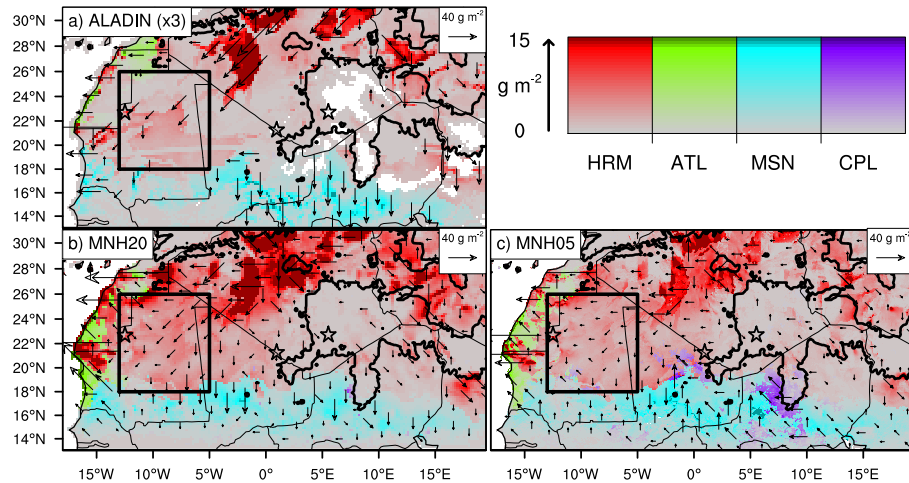 a) ALADIN (x3)
40 g m-2
30°N
28°N
26°N
24°N
22°N
20°N
18°N
16°N
14°N
15
g m-2
0
HRM ATL MSN CPL
b) MNH20
40 g m-2
c) MNH05
40 g m-2
30°N
28°N
26°N
24°N
22°N
20°N
18°N
16°N
14°N
15°W 10°W 5°W 0° 5°E 10°E 15°E
15°W 10°W 5°W 0° 5°E 10°E 15°E